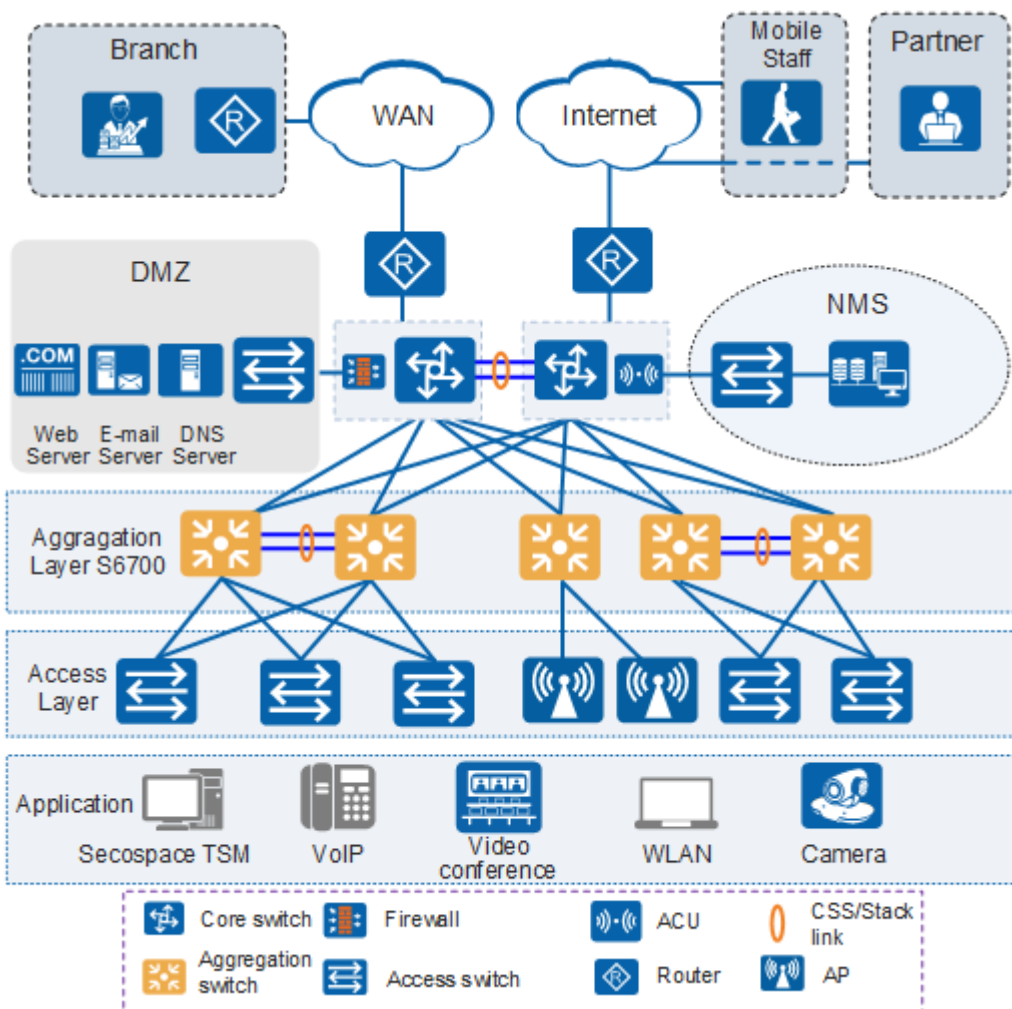 Branch
WAN
Internet
Mobile
Staff
Partner
R
R
R
DMZ
NMS
.COM
Web
Server
E-mail
Server
DNS
Server
Aggragation
Layer S6700
Access
Layer
Application
Secospace TSM
VoIP
Video
conference
WLAN
Camera
Core switch
Firewall
ACU
CSS/Stack
link
Aggregation
switch
Access switch
R
Router
AP